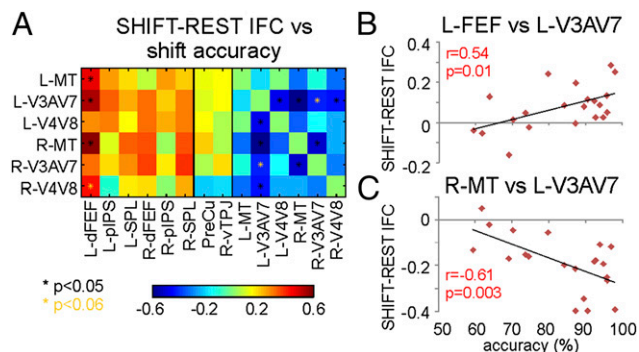 A
SHIFT-REST IFC vs
shift accuracy
L-MT
L-V3AV7
L-V4V8
R-MT
R-V3AV7
R-V4V8
L-dFEF
L-pIPS
L-SPL
R-dFEF
R-pIPS
R-SPL
PreCu
R-vTPJ
L-MT
L-V3AV7
L-V4V8
R-MT
R-V3AV7
R-V4V8
* p<0.05
* p<0.06
-0.6 -0.2 0.2 0.6
B
L-FEF vs L-V3AV7
SHIFT-REST IFC
0.4
0.2
0
-0.2
r=0.54
p=0.01
C
R-MT vs L-V3AV7
SHIFT-REST IFC
0
-0.2
-0.4
r=-0.61
p=0.003
50 60 70 80 90 100
accuracy (%)